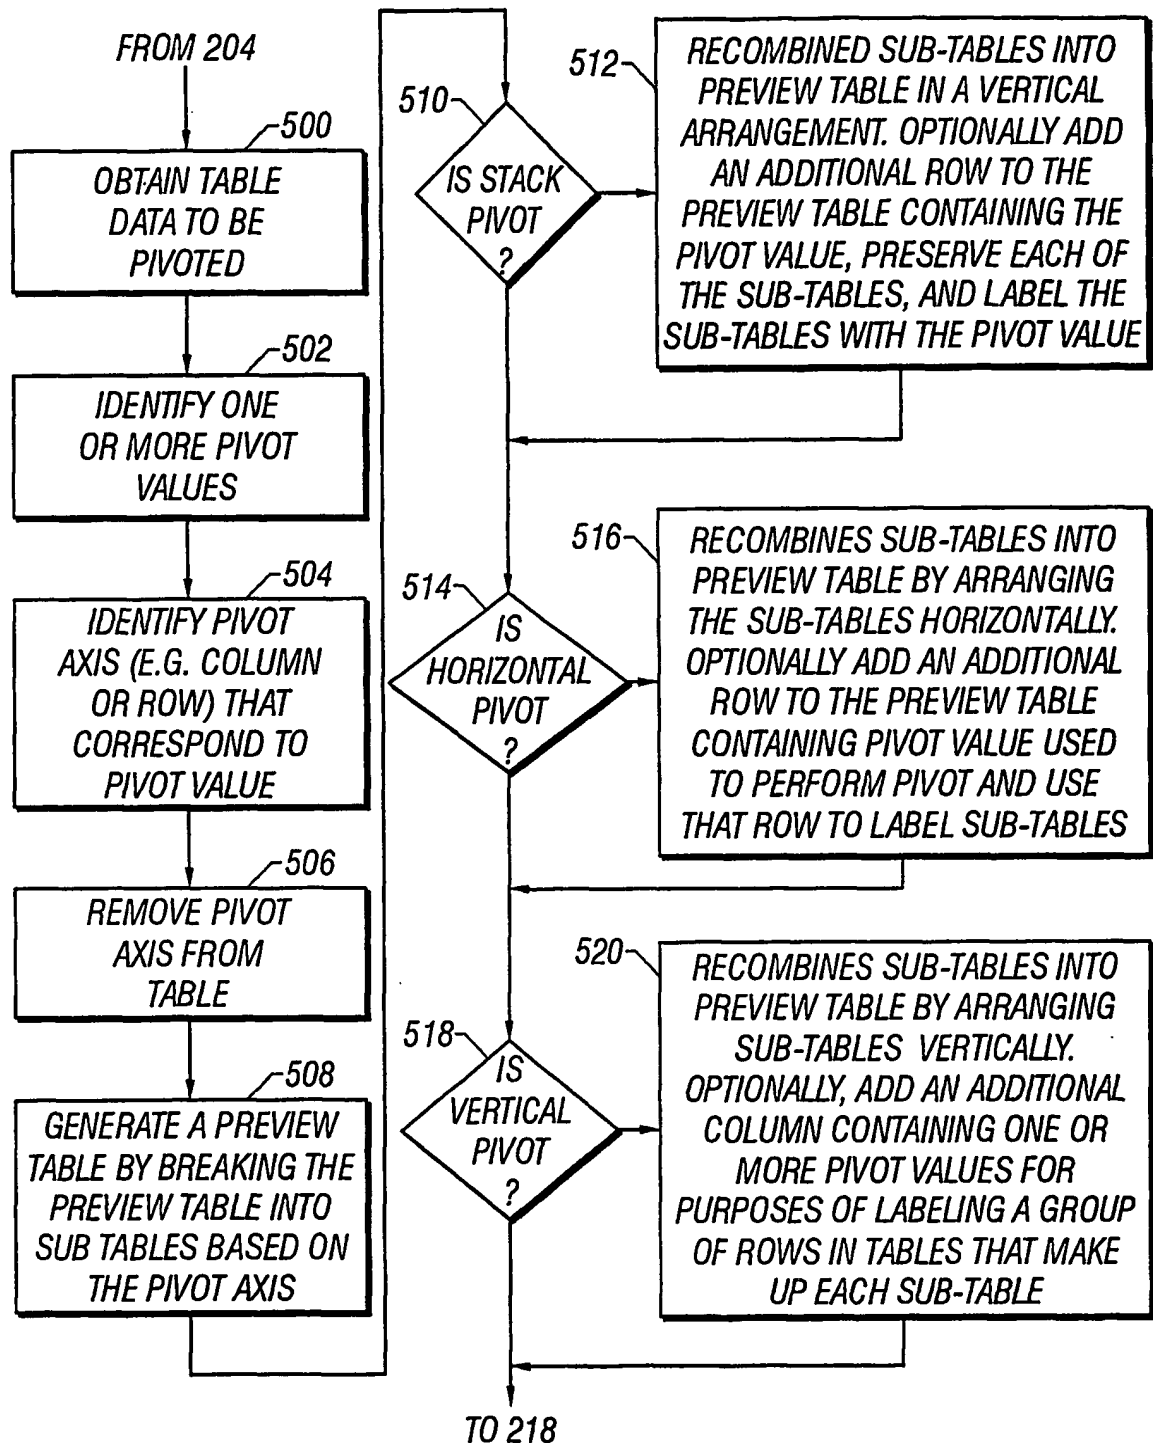 FROM 204
500
OBTAIN TABLE
DATA TO BE
PIVOTED
502
IDENTIFY ONE
OR MORE PIVOT
VALUES
504
IDENTIFY PIVOT
AXIS (E.G. COLUMN
OR ROW) THAT
CORRESPOND TO
PIVOT VALUE
506
REMOVE PIVOT
AXIS FROM
TABLE
508
GENERATE A PREVIEW
TABLE BY BREAKING THE
PREVIEW TABLE INTO
SUB TABLES BASED ON
THE PIVOT AXIS
510
IS STACK
PIVOT
?
512
RECOMBINED SUB-TABLES INTO
PREVIEW TABLE IN A VERTICAL
ARRANGEMENT. OPTIONALLY ADD
AN ADDITIONAL ROW TO THE
PREVIEW TABLE CONTAINING THE
PIVOT VALUE, PRESERVE EACH OF
THE SUB-TABLES, AND LABEL THE
SUB-TABLES WITH THE PIVOT VALUE
514
IS
HORIZONTAL
PIVOT
?
516
RECOMBINES SUB-TABLES INTO
PREVIEW TABLE BY ARRANGING
THE SUB-TABLES HORIZONTALLY.
OPTIONALLY ADD AN ADDITIONAL
ROW TO THE PREVIEW TABLE
CONTAINING PIVOT VALUE USED
TO PERFORM PIVOT AND USE
THAT ROW TO LABEL SUB-TABLES
518
IS
VERTICAL
PIVOT
?
520
RECOMBINES SUB-TABLES INTO
PREVIEW TABLE BY ARRANGING
SUB-TABLES VERTICALLY.
OPTIONALLY, ADD AN ADDITIONAL
COLUMN CONTAINING ONE OR
MORE PIVOT VALUES FOR
PURPOSES OF LABELING A GROUP
OF ROWS IN TABLES THAT MAKE
UP EACH SUB-TABLE
TO 218